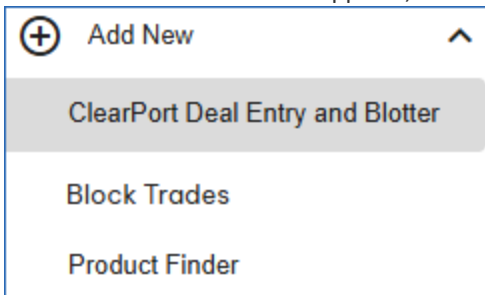 Add New
ClearPort Deal Entry and Blotter
Block Trades
Product Finder